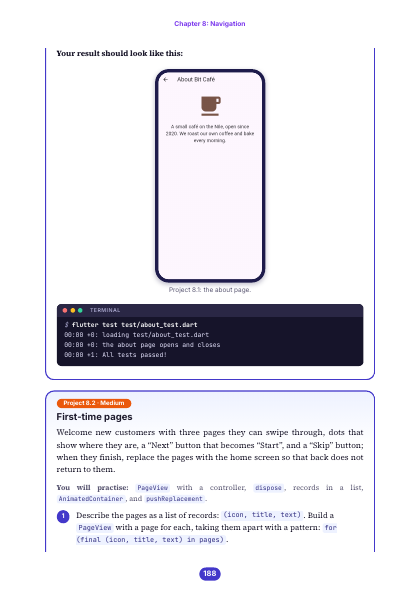 Chapter 8: Navigation
Your result should look like this:
← About Bit Café
A small café on the Nile, open since
2020. We roast our own coffee and bake
every morning.
Project 8.1: the about page.
TERMINAL
$ flutter test test/about_test.dart
00:00 +0: loading test/about_test.dart
00:00 +0: the about page opens and closes
00:00 +1: All tests passed!
Project 8.2 · Medium
First-time pages
Welcome new customers with three pages they can swipe through, dots that
show where they are, a “Next” button that becomes “Start”, and a “Skip” button;
when they finish, replace the pages with the home screen so that back does not
return to them.
You will practise: PageView with a controller, dispose, records in a list,
AnimatedContainer, and pushReplacement.
1 Describe the pages as a list of records: (icon, title, text). Build a
PageView with a page for each, taking them apart with a pattern: for
(final (icon, title, text) in pages).
188